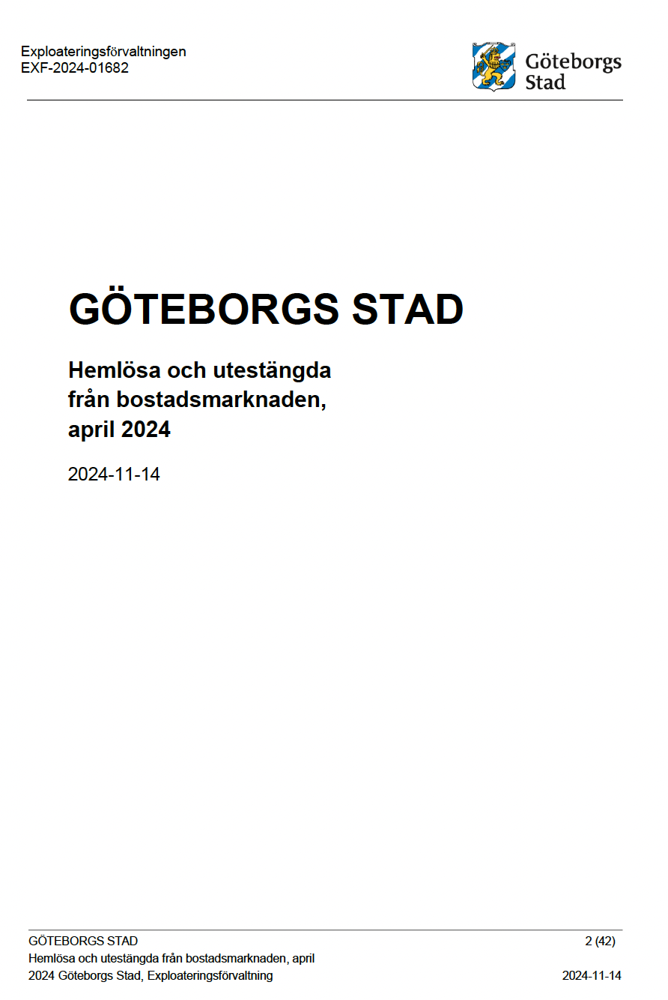 Exploateringsförvaltningen
EXF-2024-01682
Göteborgs
Stad
GÖTEBORGS STAD
Hemlösa och utestängda
från bostadsmarknaden,
april 2024
2024-11-14
GÖTEBORGS STAD 2 (42)
Hemlösa och utestängda från bostadsmarknaden, april
2024 Göteborgs Stad, Exploateringsförvaltning 2024-11-14